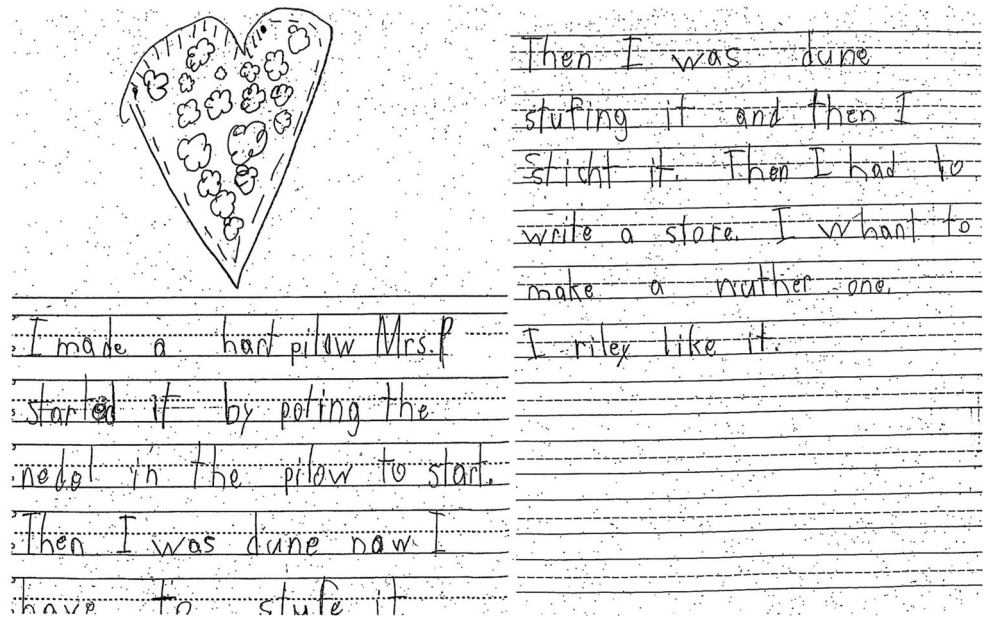 I made a hart pilow Mrs. P
started it by poting the
nedol in the pilow to start.
Then I was dune now I
have to stufe it
Then I was dune
stufing it and then I
sticht it. Then I had to
write a store. I whant to
make a nuther one.
I riley like it.